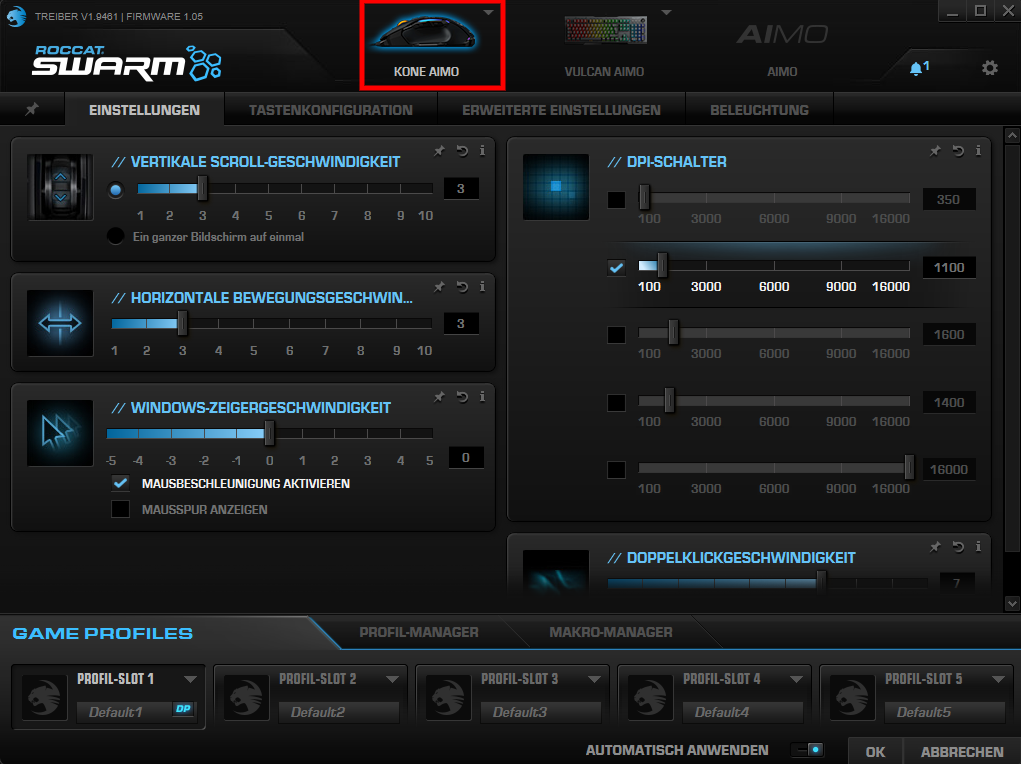 TREIBER V1.9461 | FIRMWARE 1.05
ROCCAT
SWARM
KONE AIMO
VULCAN AIMO
AIMO
AIMO
1
EINSTELLUNGEN
TASTENKONFIGURATION
ERWEITERTE EINSTELLUNGEN
BELEUCHTUNG
// VERTIKALE SCROLL-GESCHWINDIGKEIT
3
1 2 3 4 5 6 7 8 9 10
Ein ganzer Bildschirm auf einmal
// HORIZONTALE BEWEGUNGSGESCHWIN...
3
1 2 3 4 5 6 7 8 9 10
// WINDOWS-ZEIGERGESCHWINDIGKEIT
-5 -4 -3 -2 -1 0 1 2 3 4 5
0
MAUSBESCHLEUNIGUNG AKTIVIEREN
MAUSSPUR ANZEIGEN
// DPI-SCHALTER
350
100 3000 6000 9000 16000
1100
100 3000 6000 9000 16000
1600
100 3000 6000 9000 16000
1400
100 3000 6000 9000 16000
16000
100 3000 6000 9000 16000
// DOPPELKLICKGESCHWINDIGKEIT
7
GAME PROFILES
PROFIL-MANAGER
MAKRO-MANAGER
PROFIL-SLOT 1
Default1
DP
PROFIL-SLOT 2
Default2
PROFIL-SLOT 3
Default3
PROFIL-SLOT 4
Default4
PROFIL-SLOT 5
Default5
AUTOMATISCH ANWENDEN
OK
ABBRECHEN